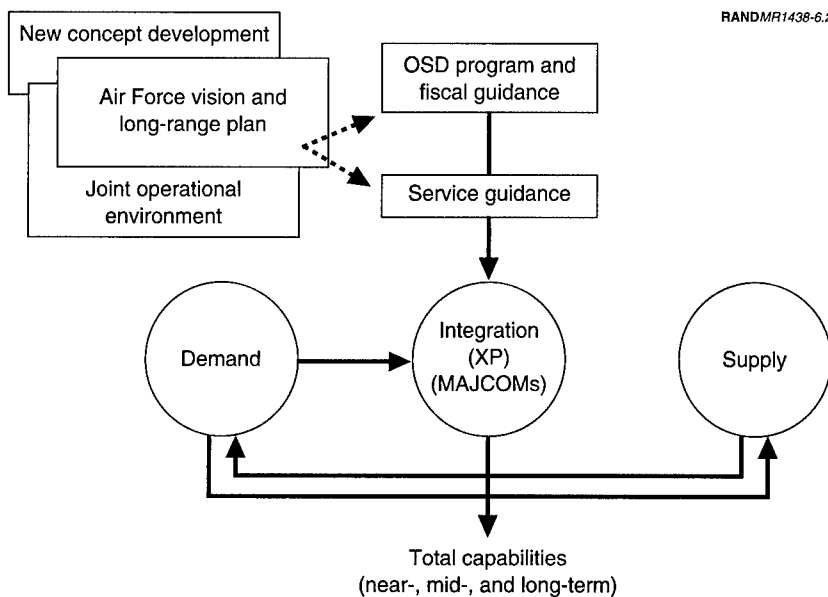 RANDMR1438-6.2
New concept development
Air Force vision and
long-range plan
Joint operational
environment
OSD program and
fiscal guidance
Service guidance
Demand
Integration
(XP)
(MAJCOMs)
Supply
Total capabilities
(near-, mid-, and long-term)